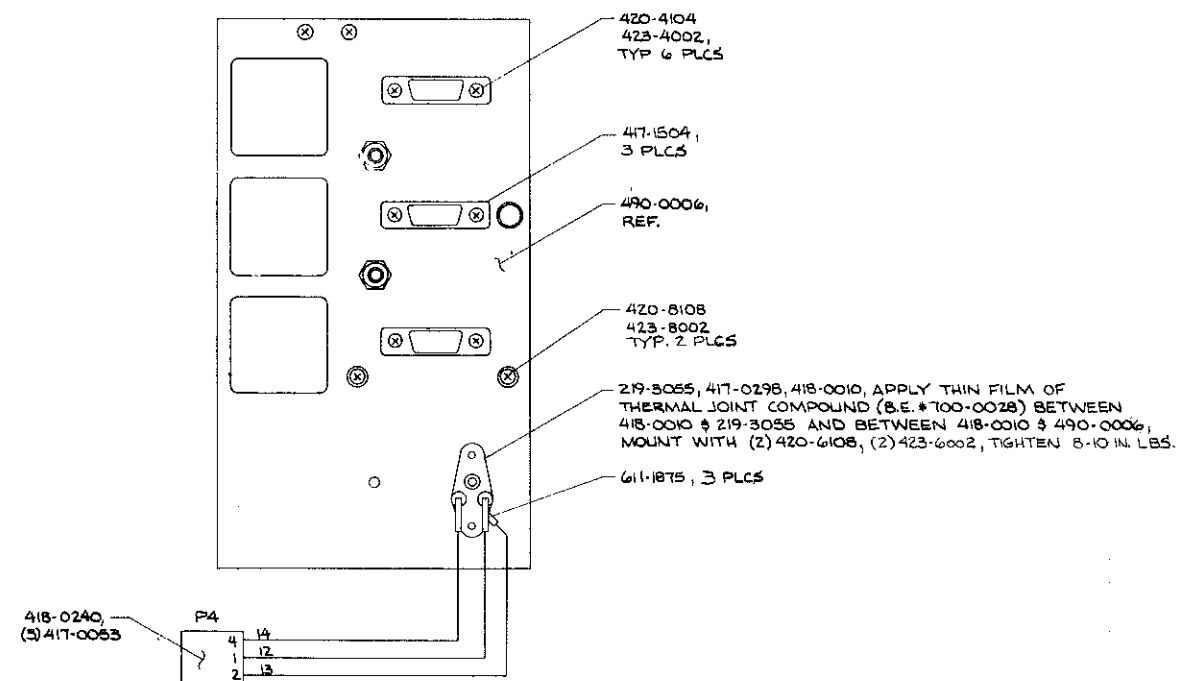 420-4104
423-4002,
TYP 6 PLCS
417-1504,
3 PLCS
490-0006,
REF.
420-8108
423-8002
TYP. 2 PLCS
219-3055, 417-0298, 418-0010, APPLY THIN FILM OF
THERMAL JOINT COMPOUND (B.E. #700-0028) BETWEEN
418-0010 & 219-3055 AND BETWEEN 418-0010 & 490-0006,
MOUNT WITH (2) 420-6108, (2) 423-6002, TIGHTEN 8-10 IN. LBS.
611-1875, 3 PLCS
418-0240,
(3) 417-0053
P4
4 14
1 12
2 13